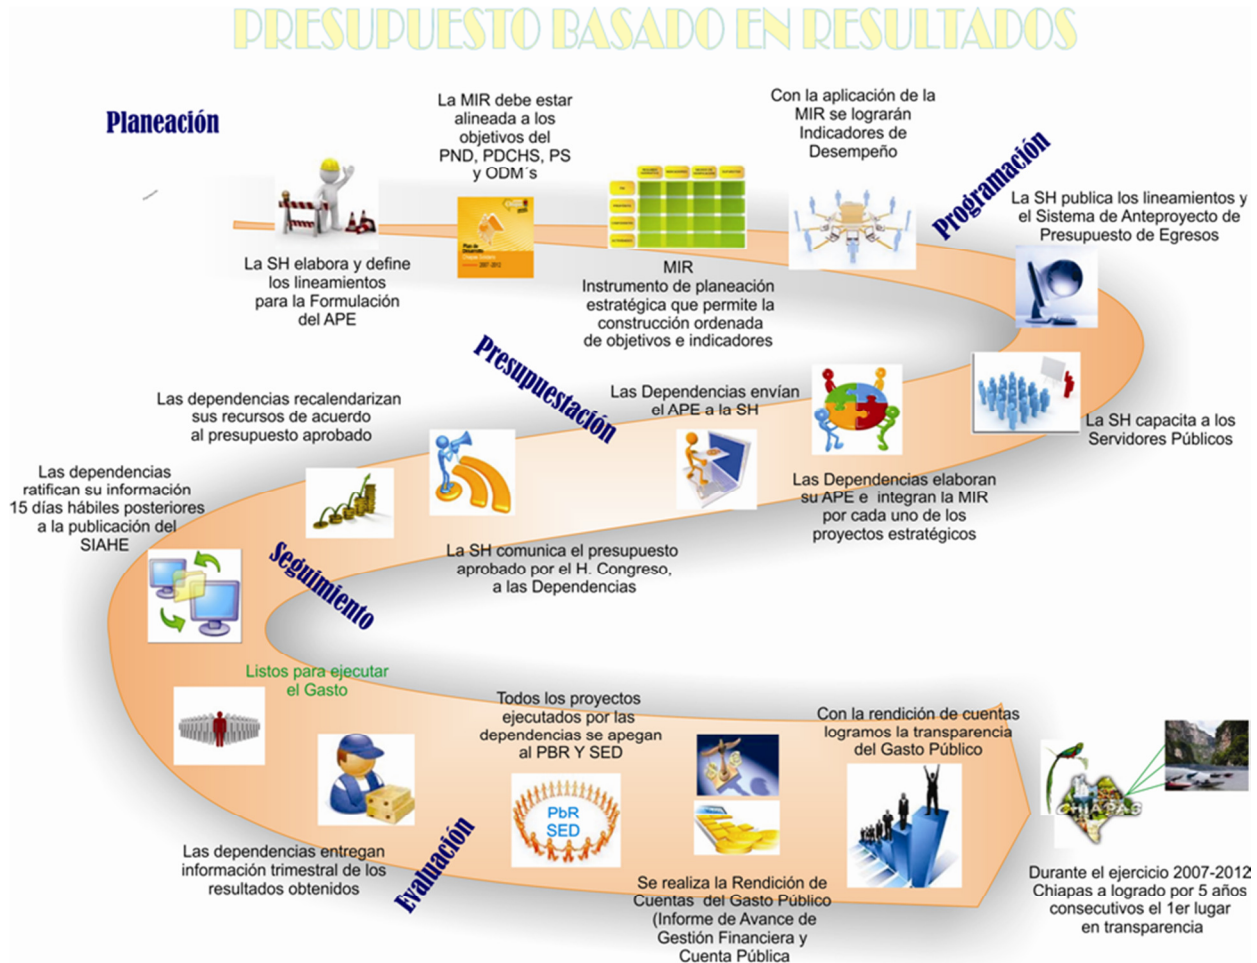 PRESUPUESTO BASADO EN RESULTADOS
Planeación
La SH elabora y define
los lineamientos
para la Formulación
del APE
La MIR debe estar
alineada a los
objetivos del
PND, PDCHS, PS
y ODM´s
Plan de
Desarrollo
Chiapas Solidario
2007 - 2012
MIR
Instrumento de planeación
estratégica que permite la
construcción ordenada
de objetivos e indicadores
Con la aplicación de la
MIR se lograrán
Indicadores de
Desempeño
Programación
La SH publica los lineamientos y
el Sistema de Anteproyecto de
Presupuesto de Egresos
La SH capacita a los
Servidores Públicos
Las Dependencias elaboran
su APE e integran la MIR
por cada uno de los
proyectos estratégicos
Las Dependencias envían
el APE a la SH
Presupuestación
La SH comunica el presupuesto
aprobado por el H. Congreso,
a las Dependencias
Las dependencias recalendarizan
sus recursos de acuerdo
al presupuesto aprobado
Las dependencias
ratifican su información
15 días hábiles posteriores
a la publicación del
SIAHE
Seguimiento
Listos para ejecutar
el Gasto
Las dependencias entregan
información trimestral de los
resultados obtenidos
Evaluación
Todos los proyectos
ejecutados por las
dependencias se apegan
al PBR Y SED
PbR
SED
Se realiza la Rendición de
Cuentas del Gasto Público
(Informe de Avance de
Gestión Financiera y
Cuenta Pública
Con la rendición de cuentas
logramos la transparencia
del Gasto Público
CHIAPAS
Durante el ejercicio 2007-2012
Chiapas a logrado por 5 años
consecutivos el 1er lugar
en transparencia